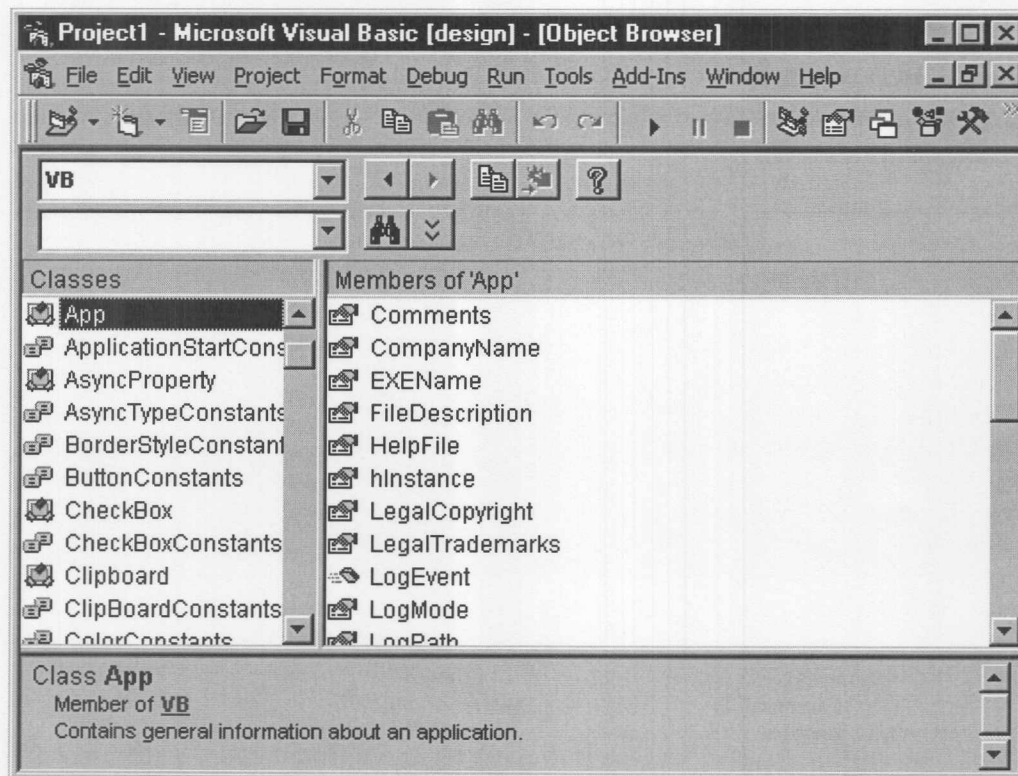 Project1 - Microsoft Visual Basic [design] - [Object Browser]
File Edit View Project Format Debug Run Tools Add-Ins Window Help
VB
Classes
Members of 'App'
App
ApplicationStartCons
AsyncProperty
AsyncTypeConstants
BorderStyleConstant
ButtonConstants
CheckBox
CheckBoxConstants
Clipboard
ClipBoardConstants
ColorConstants
Comments
CompanyName
EXEName
FileDescription
HelpFile
hInstance
LegalCopyright
LegalTrademarks
LogEvent
LogMode
LogPath
Class App
Member of VB
Contains general information about an application.